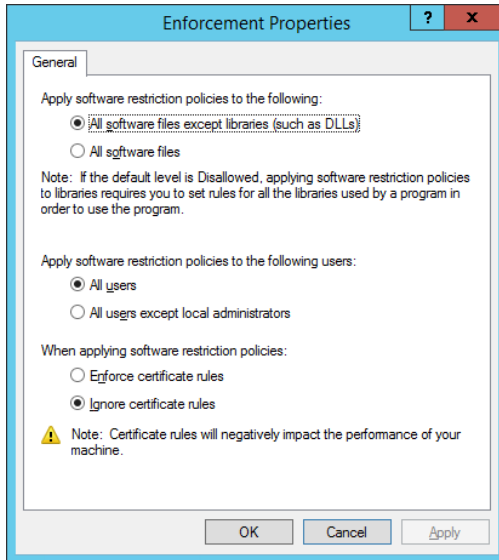 Enforcement Properties
?
x
General
Apply software restriction policies to the following:
All software files except libraries (such as DLLs)
All software files
Note: If the default level is Disallowed, applying software restriction policies
to libraries requires you to set rules for all the libraries used by a program in
order to use the program.
Apply software restriction policies to the following users:
All users
All users except local administrators
When applying software restriction policies:
Enforce certificate rules
Ignore certificate rules
Note: Certificate rules will negatively impact the performance of your
machine.
OK
Cancel
Apply